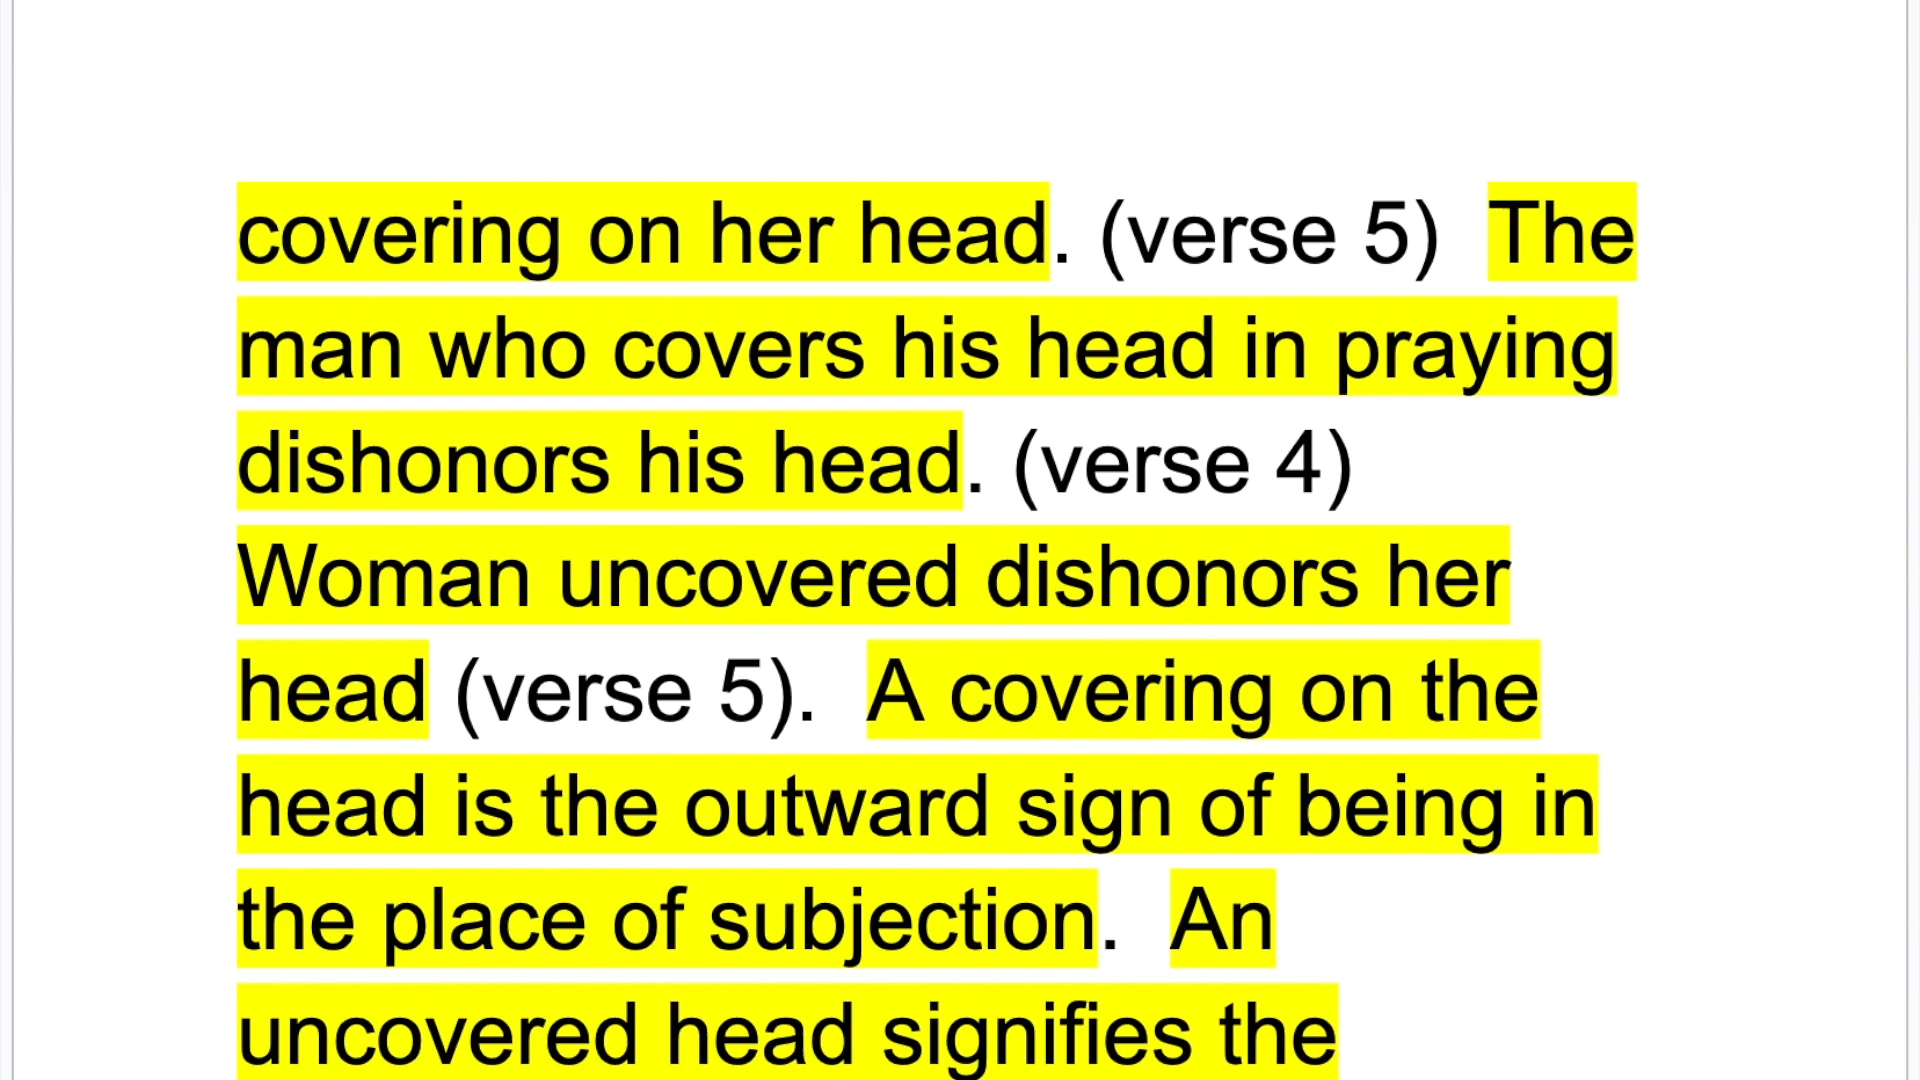 covering on her head. (verse 5)  The
man who covers his head in praying
dishonors his head. (verse 4)
Woman uncovered dishonors her
head (verse 5).  A covering on the
head is the outward sign of being in
the place of subjection.  An
uncovered head signifies the